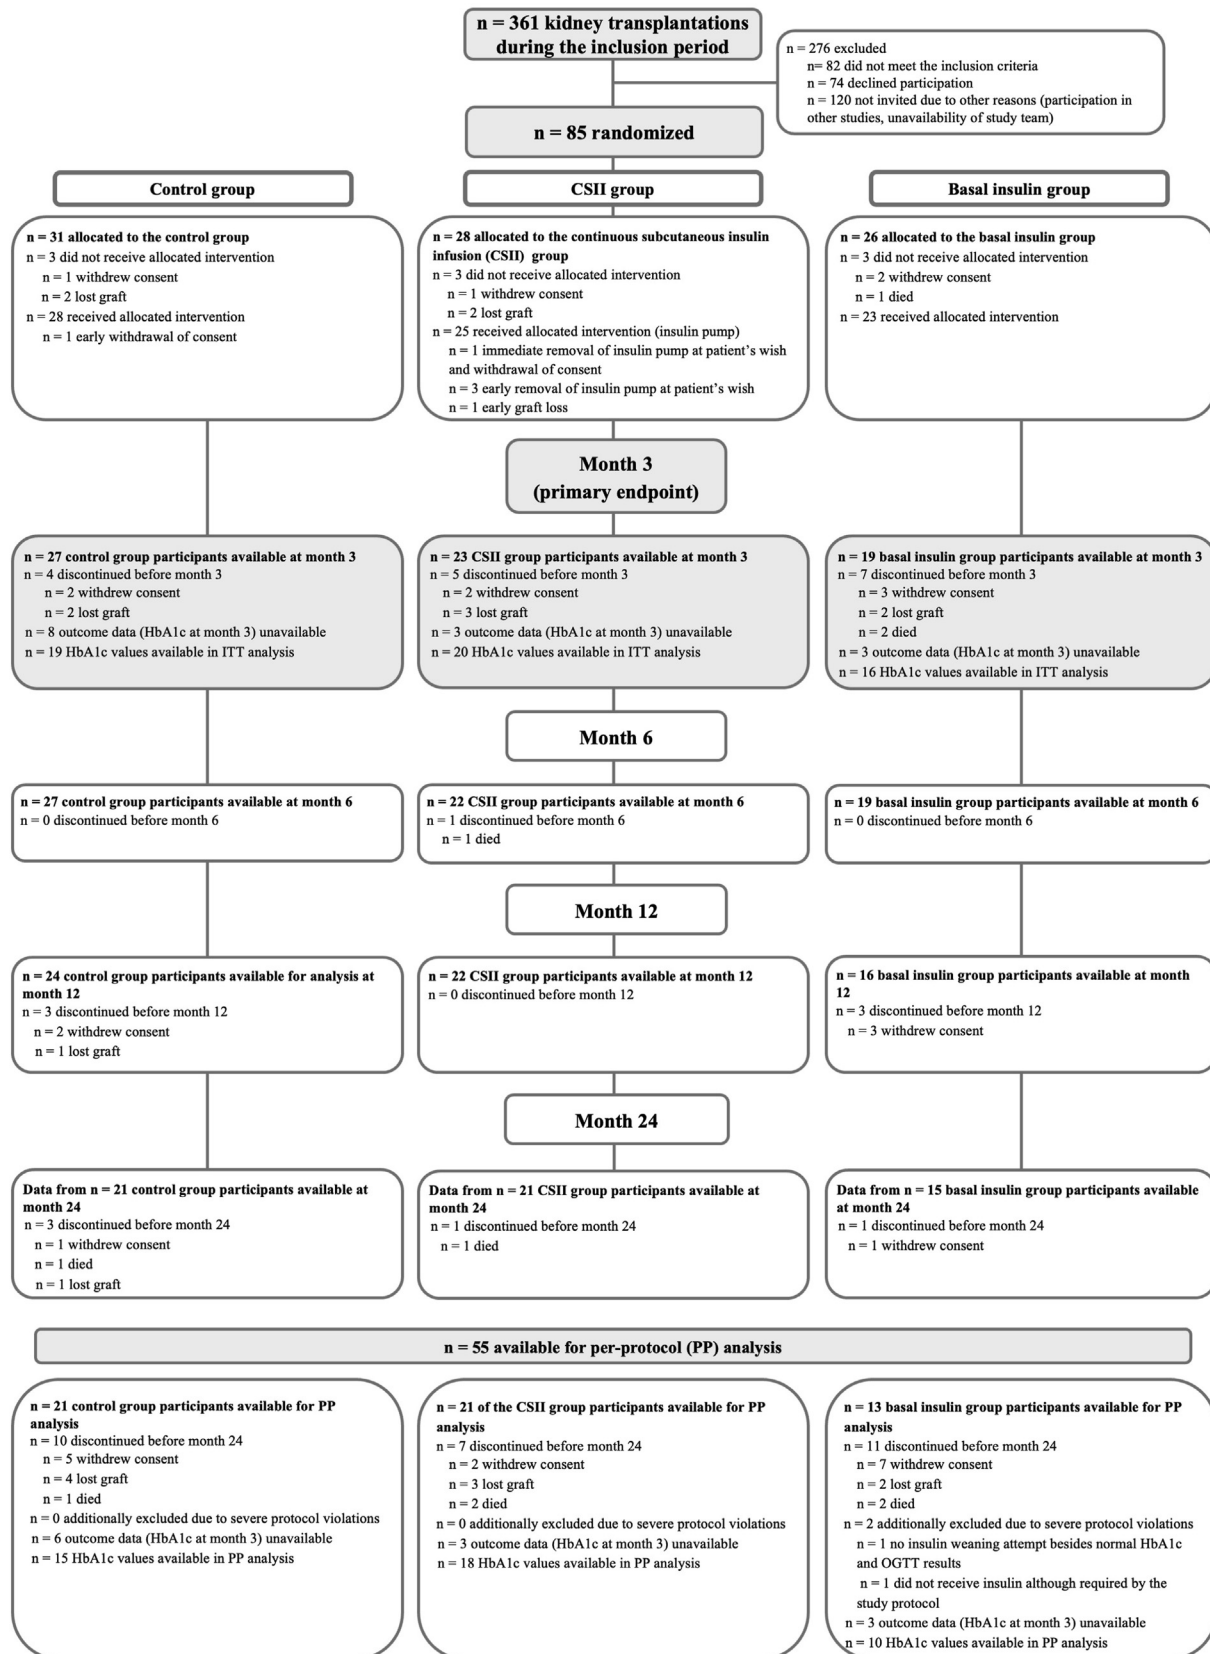 n = 361 kidney transplantations
during the inclusion period
n = 276 excluded
n= 82 did not meet the inclusion criteria
n = 74 declined participation
n = 120 not invited due to other reasons (participation in
other studies, unavailability of study team)
n = 85 randomized
Control group
CSII group
Basal insulin group
n = 31 allocated to the control group
n = 3 did not receive allocated intervention
n = 1 withdrew consent
n = 2 lost graft
n = 28 received allocated intervention
n = 1 early withdrawal of consent
n = 28 allocated to the continuous subcutaneous insulin
infusion (CSII) group
n = 3 did not receive allocated intervention
n = 1 withdrew consent
n = 2 lost graft
n = 25 received allocated intervention (insulin pump)
n = 1 immediate removal of insulin pump at patient's wish
and withdrawal of consent
n = 3 early removal of insulin pump at patient's wish
n = 1 early graft loss
n = 26 allocated to the basal insulin group
n = 3 did not receive allocated intervention
n = 2 withdrew consent
n = 1 died
n = 23 received allocated intervention
Month 3
(primary endpoint)
n = 27 control group participants available at month 3
n = 4 discontinued before month 3
n = 2 withdrew consent
n = 2 lost graft
n = 8 outcome data (HbA1c at month 3) unavailable
n = 19 HbA1c values available in ITT analysis
n = 23 CSII group participants available at month 3
n = 5 discontinued before month 3
n = 2 withdrew consent
n = 3 lost graft
n = 3 outcome data (HbA1c at month 3) unavailable
n = 20 HbA1c values available in ITT analysis
n = 19 basal insulin group participants available at month 3
n = 7 discontinued before month 3
n = 3 withdrew consent
n = 2 lost graft
n = 2 died
n = 3 outcome data (HbA1c at month 3) unavailable
n = 16 HbA1c values available in ITT analysis
Month 6
n = 27 control group participants available at month 6
n = 0 discontinued before month 6
n = 22 CSII group participants available at month 6
n = 1 discontinued before month 6
n = 1 died
n = 19 basal insulin group participants available at month 6
n = 0 discontinued before month 6
Month 12
n = 24 control group participants available for analysis at
month 12
n = 3 discontinued before month 12
n = 2 withdrew consent
n = 1 lost graft
n = 22 CSII group participants available at month 12
n = 0 discontinued before month 12
n = 16 basal insulin group participants available at month
12
n = 3 discontinued before month 12
n = 3 withdrew consent
Month 24
Data from n = 21 control group participants available at
month 24
n = 3 discontinued before month 24
n = 1 withdrew consent
n = 1 died
n = 1 lost graft
Data from n = 21 CSII group participants available at
month 24
n = 1 discontinued before month 24
n = 1 died
Data from n = 15 basal insulin group participants available
at month 24
n = 1 discontinued before month 24
n = 1 withdrew consent
n = 55 available for per-protocol (PP) analysis
n = 21 control group participants available for PP
analysis
n = 10 discontinued before month 24
n = 5 withdrew consent
n = 4 lost graft
n = 1 died
n = 0 additionally excluded due to severe protocol violations
n = 6 outcome data (HbA1c at month 3) unavailable
n = 15 HbA1c values available in PP analysis
n = 21 of the CSII group participants available for PP
analysis
n = 7 discontinued before month 24
n = 2 withdrew consent
n = 3 lost graft
n = 2 died
n = 0 additionally excluded due to severe protocol violations
n = 3 outcome data (HbA1c at month 3) unavailable
n = 18 HbA1c values available in PP analysis
n = 13 basal insulin group participants available for PP
analysis
n = 11 discontinued before month 24
n = 7 withdrew consent
n = 2 lost graft
n = 2 died
n = 2 additionally excluded due to severe protocol violations
n = 1 no insulin weaning attempt besides normal HbA1c
and OGTT results
n = 1 did not receive insulin although required by the
study protocol
n = 3 outcome data (HbA1c at month 3) unavailable
n = 10 HbA1c values available in PP analysis